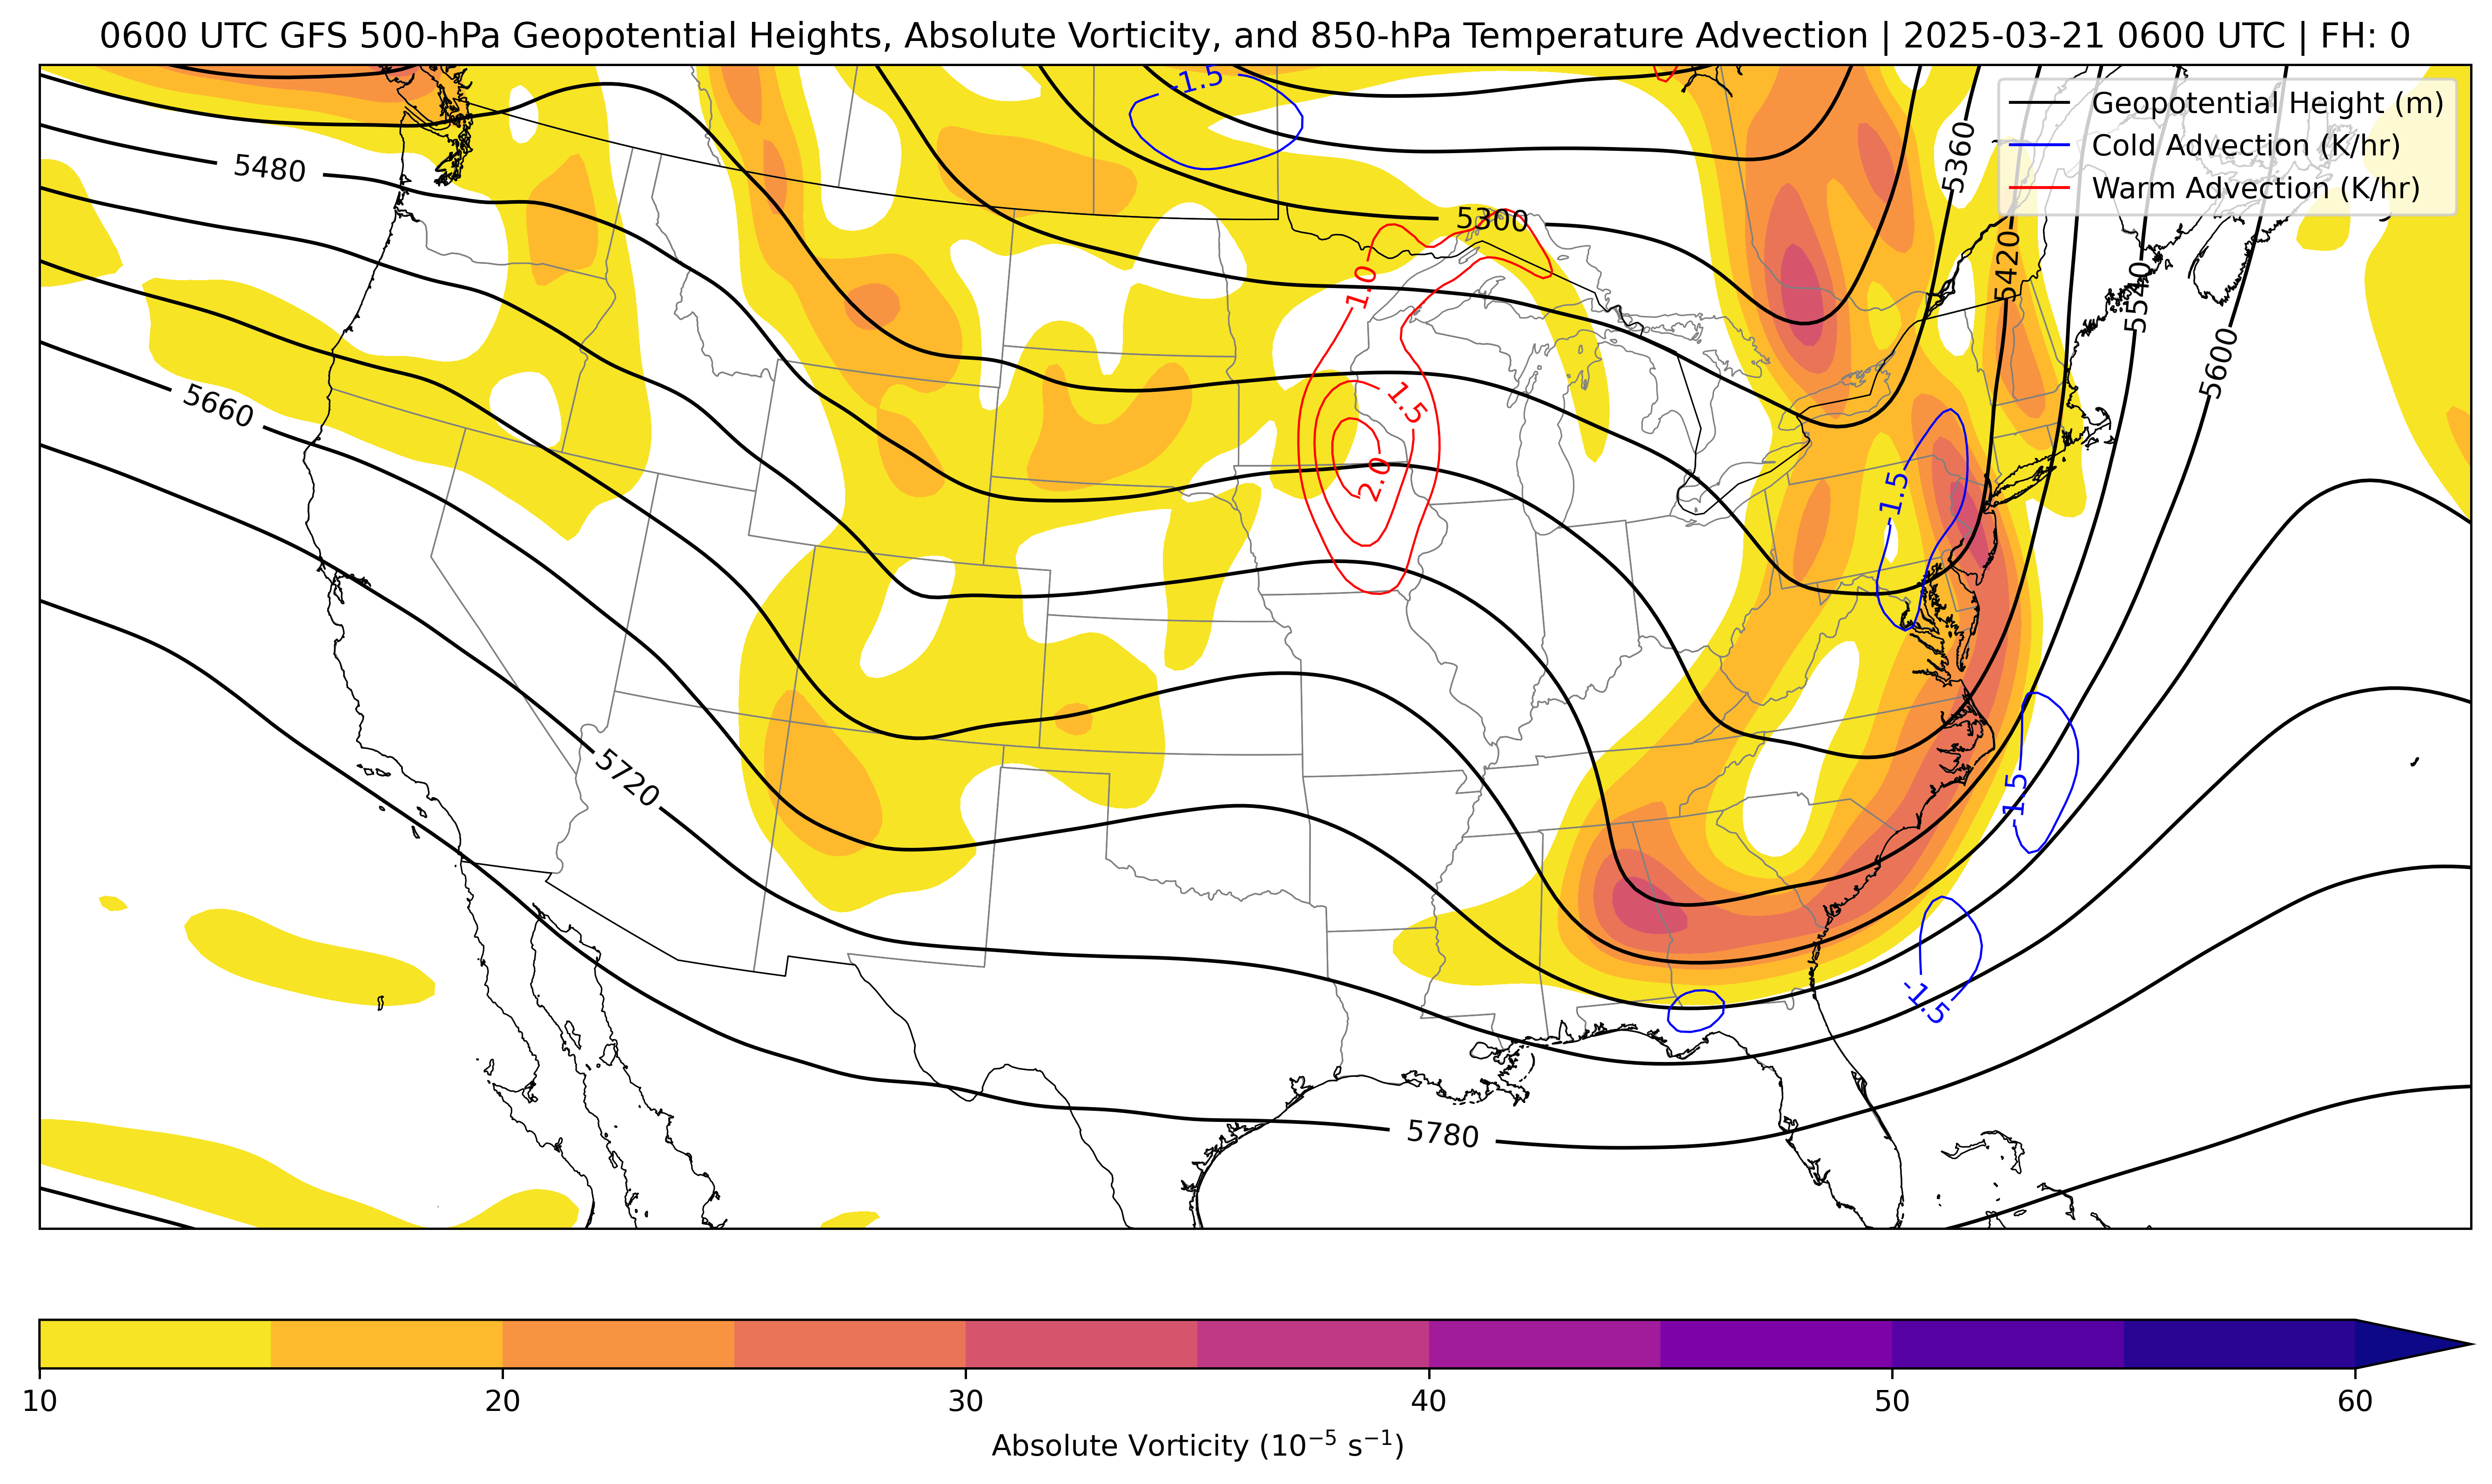 0600 UTC GFS 500-hPa Geopotential Heights, Absolute Vorticity, and 850-hPa Temperature Advection | 2025-03-21 0600 UTC | FH: 0
Geopotential Height (m)
Cold Advection (K/hr)
Warm Advection (K/hr)
-1.5
5360
5480
5300
5420
1.0
5540
5600
5660
1.5
2.0
-1.5
5720
-1.5
-1.5
5780
10 20 30 40 50 60
Absolute Vorticity (10⁻⁵ s⁻¹)